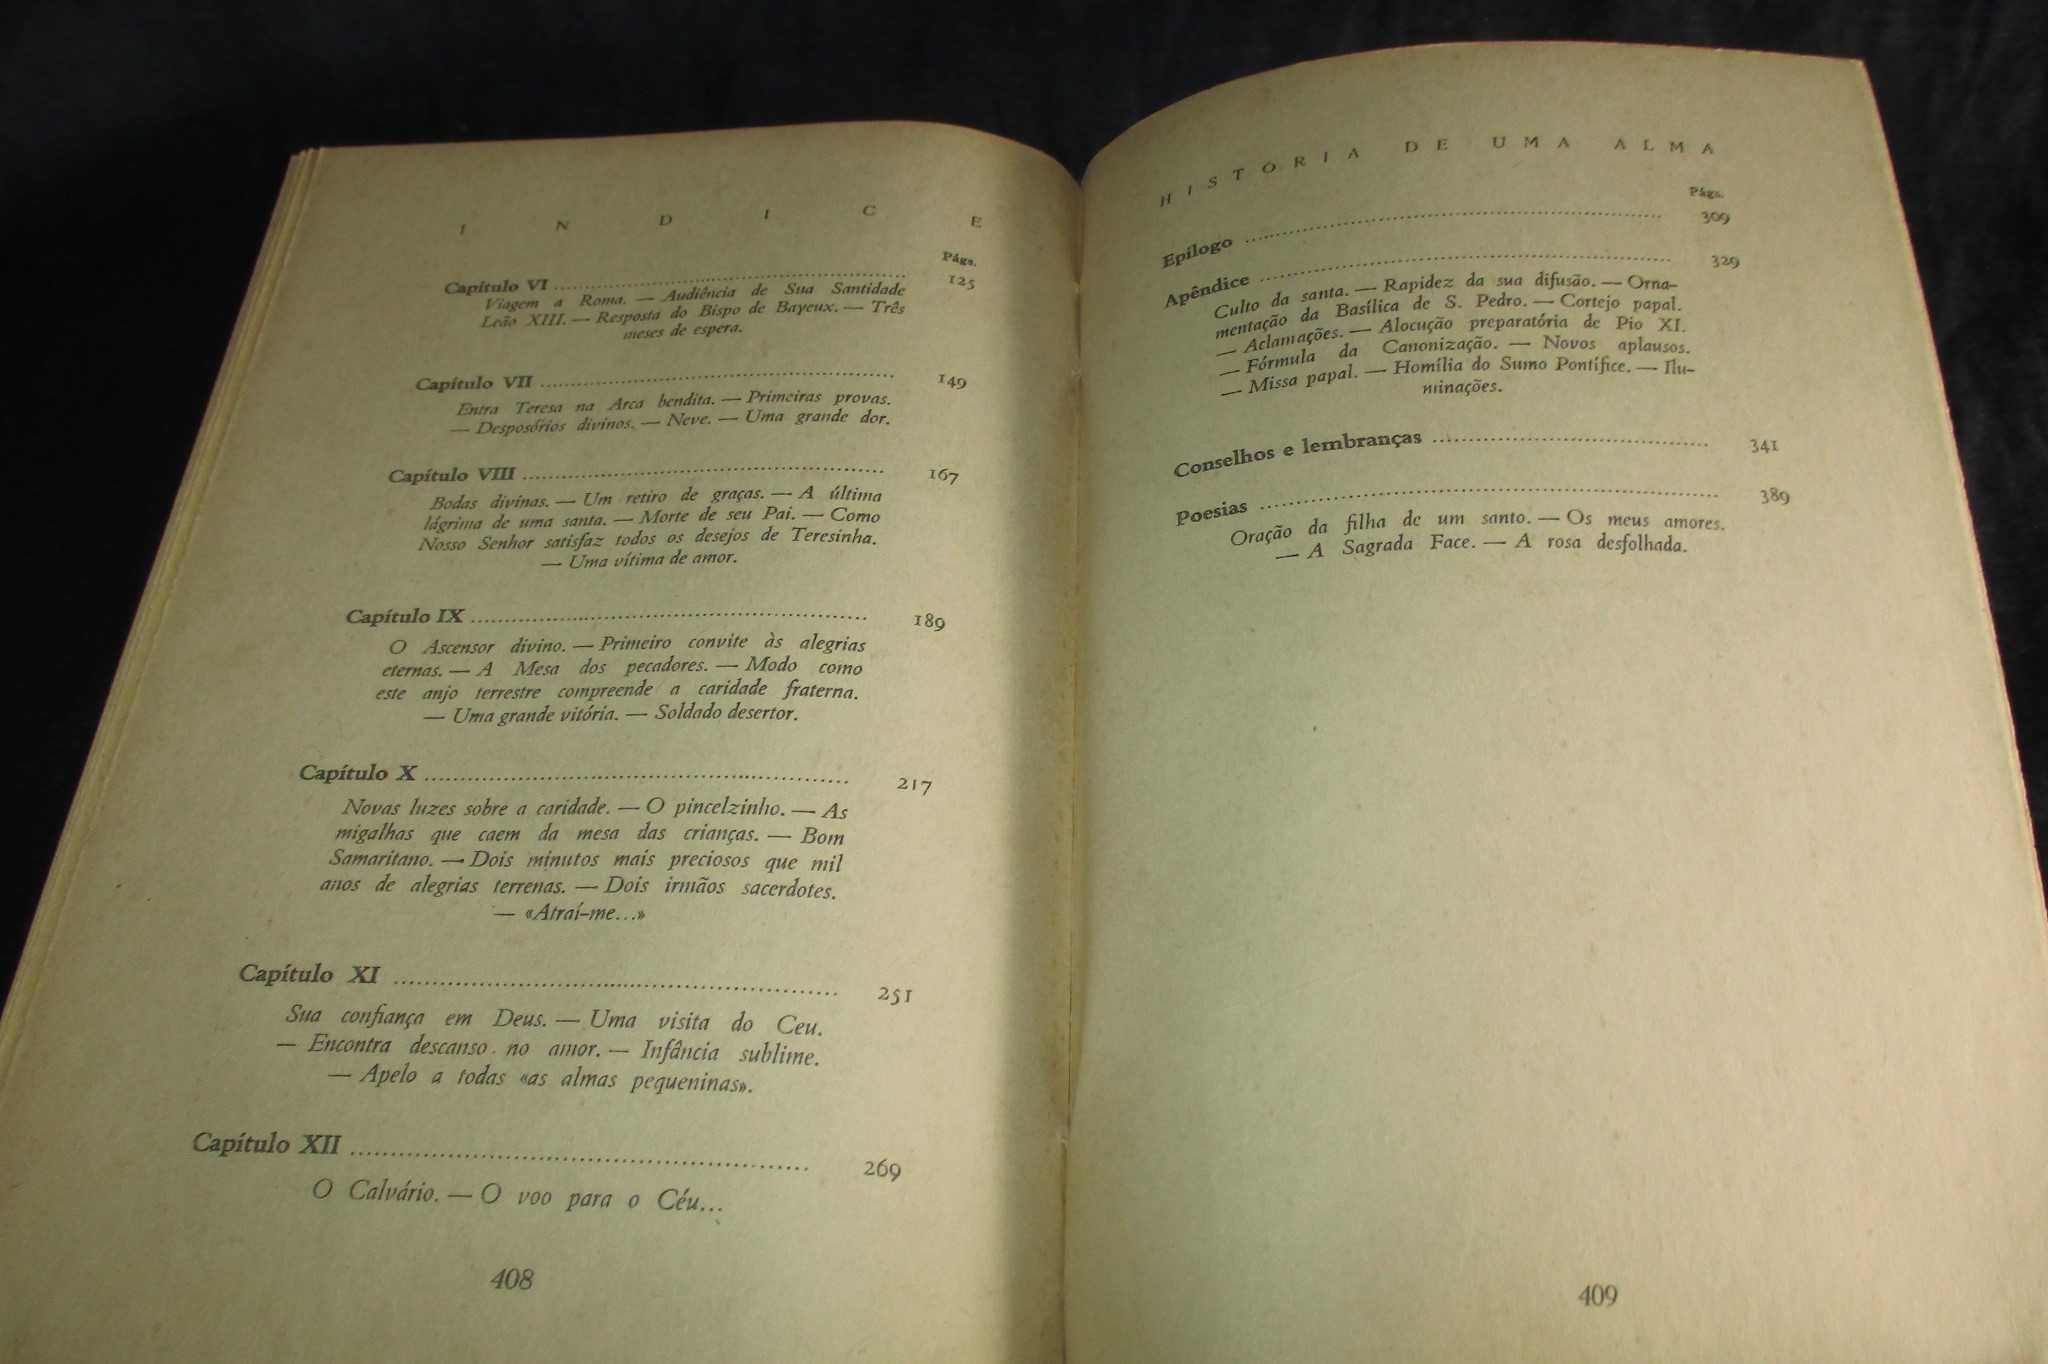 INDICE
Págs.
Capítulo VI ........ 125
Viagem a Roma. — Audiência de Sua Santidade
Leão XIII. — Resposta do Bispo de Bayeux. — Três
meses de espera.
Capítulo VII ........ 149
Entra Teresa na Arca bendita. — Primeiras provas.
— Desposórios divinos. — Neve. — Uma grande dor.
Capítulo VIII ........ 167
Bodas divinas. — Um retiro de graças. — A última
lágrima de uma santa. — Morte de seu Pai. — Como
Nosso Senhor satisfaz todos os desejos de Teresinha.
— Uma vítima de amor.
Capítulo IX ........ 189
O Ascensor divino. — Primeiro convite às alegrias
eternas. — A Mesa dos pecadores. — Modo como
este anjo terrestre compreende a caridade fraterna.
— Uma grande vitória. — Soldado desertor.
Capítulo X ........ 217
Novas luzes sobre a caridade. — O pincelzinho. — As
migalhas que caem da mesa das crianças. — Bom
Samaritano. — Dois minutos mais preciosos que mil
anos de alegrias terrenas. — Dois irmãos sacerdotes.
— «Atraí-me...»
Capítulo XI ........ 251
Sua confiança em Deus. — Uma visita do Ceu.
— Encontra descanso no amor. — Infância sublime.
— Apelo a todas «as almas pequeninas».
Capítulo XII ........ 269
O Calvário. — O voo para o Céu...
408
HISTORIA DE UMA ALMA
Págs.
Epílogo ........ 309
Apêndice ........ 329
Culto da santa. — Rapidez da sua difusão. — Orna-
mentação da Basílica de S. Pedro. — Cortejo papal.
— Aclamações. — Alocução preparatória de Pio XI.
— Fórmula da Canonização. — Novos aplausos.
— Missa papal. — Homília do Sumo Pontífice. — Ilu-
minações.
Conselhos e lembranças ........ 341
Poesias ........ 389
Oração da filha de um santo. — Os meus amores.
— A Sagrada Face. — A rosa desfolhada.
409